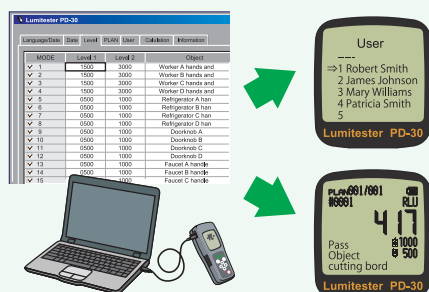 Lumitester PD-30
Language/Date Date Level PLAN User Calculation Information
MODE Level 1 Level 2 Object
1 1500 3000 Worker A hands and
2 1500 3000 Worker B hands and
3 1500 3000 Worker C hands and
4 1500 3000 Worker D hands and
5 0500 1000 Refrigerator A han
6 0500 1000 Refrigerator B han
7 0500 1000 Refrigerator C han
8 0500 1000 Refrigerator D han
9 0500 1000 Doorknob A
10 0500 1000 Doorknob B
11 0500 1000 Doorknob C
12 0500 1000 Doorknob D
13 0500 1000 Faucet A handle
14 0500 1000 Faucet B handle
15 0500 1000 Faucet C handle
User
----
⇒1 Robert Smith
2 James Johnson
3 Mary Williams
4 Patricia Smith
5
Lumitester PD-30
PLAN001/001
#0001 RLU
417
Pass 1000
Object 500
cutting bord
Lumitester PD-30